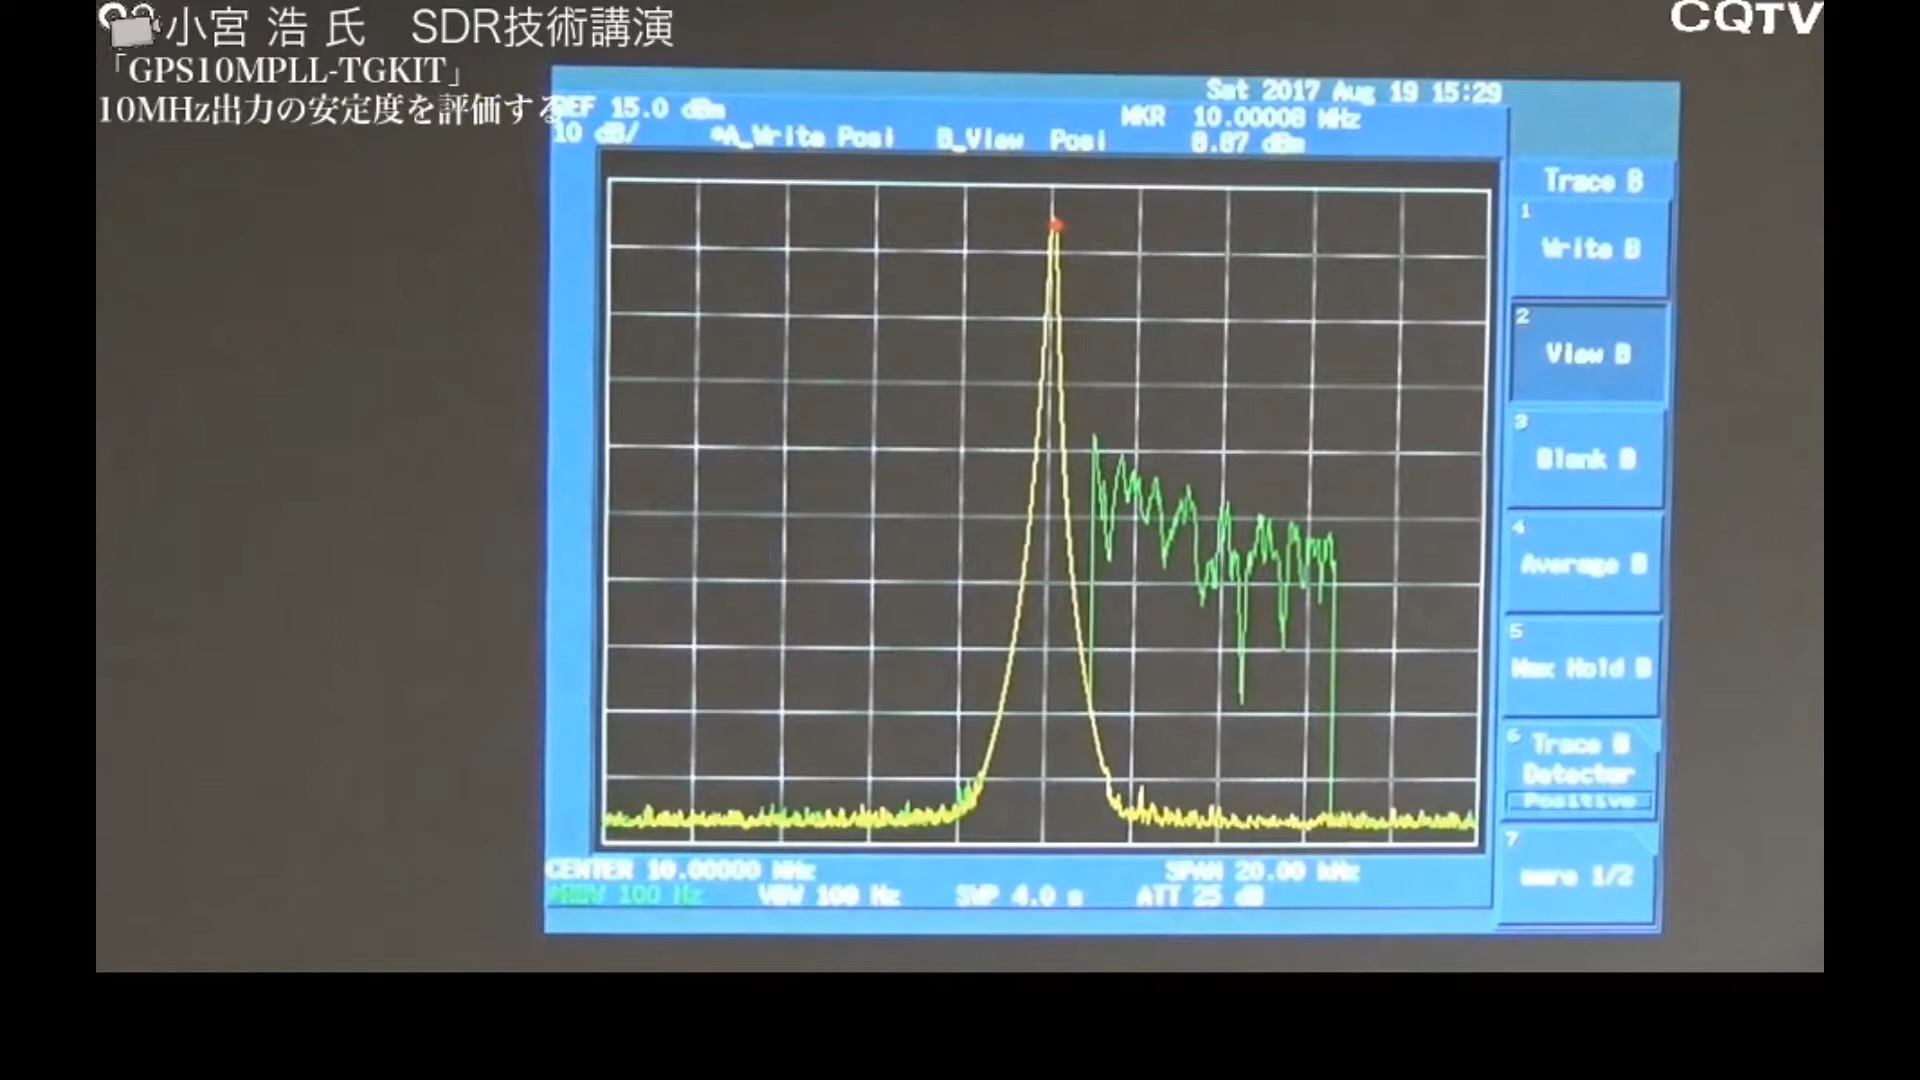 小宮 浩 氏　SDR技術講演
CQTV
「GPS10MPLL-TGKIT」
10MHz出力の安定度を評価する
Sat 2017 Aug 19 15:29
REF 15.0 dBm
MKR 10.00008 MHz
10 dB/ *A_Write Posi B_View Posi
8.87 dBm
Trace B
1
Write B
2
View B
3
Blank B
4
Average B
5
Max Hold B
6 Trace B
Detector
Positive
7
more 1/2
CENTER 10.00000 MHz
SPAN 20.00 kHz
*RBW 100 Hz VBW 100 Hz SWP 4.0 s ATT 25 dB